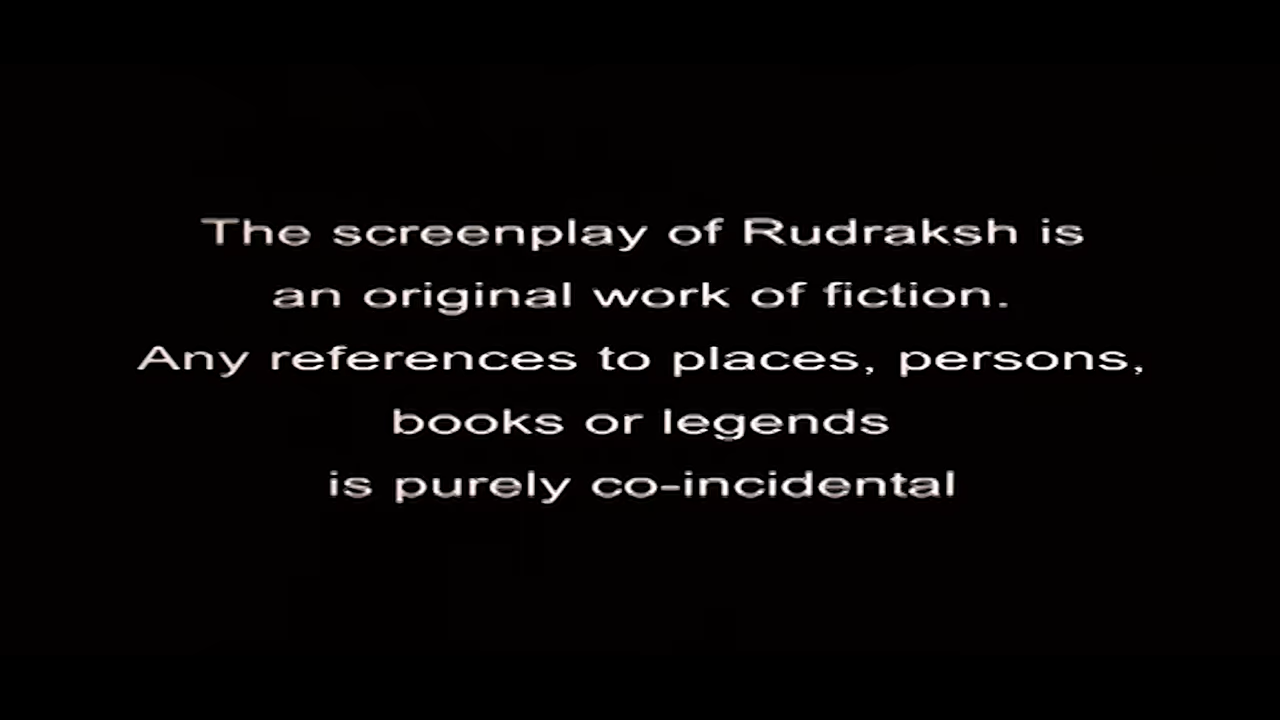 The screenplay of Rudraksh is
an original work of fiction.
Any references to places, persons,
books or legends
is purely co-incidental